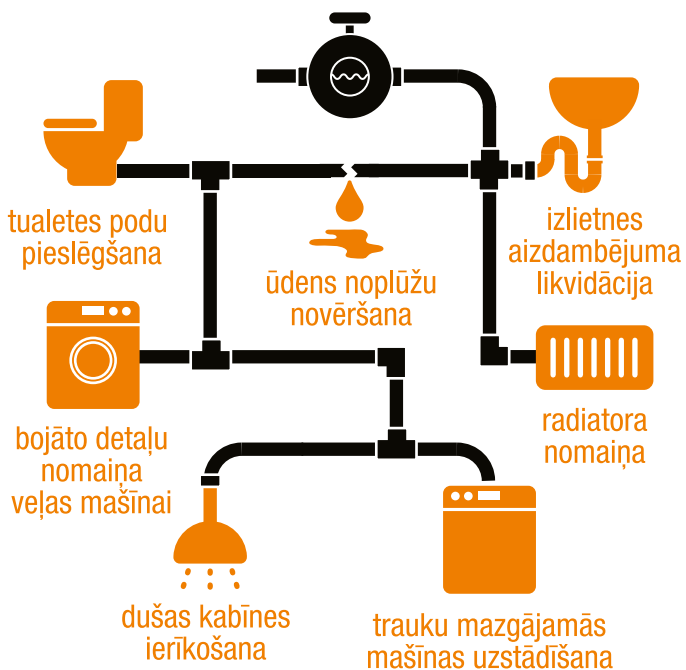 tualetes podu
pieslēgšana
ūdens noplūžu
novēršana
izlietnes
aizdambējuma
likvidācija
bojāto detaļu
nomaiņa
veļas mašīnai
radiatora
nomaiņa
dušas kabīnes
ierīkošana
trauku mazgājamās
mašīnas uzstādīšana